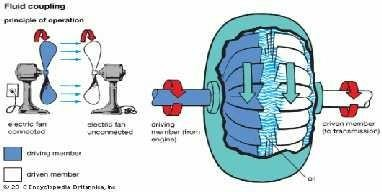 Fluid coupling
principle of operation
electric fan
connected
electric fan
unconnected
driving
member (from
engine)
driven member
(to transmission)
oil
driving member
driven member
Encyclopædia Britannica, Inc